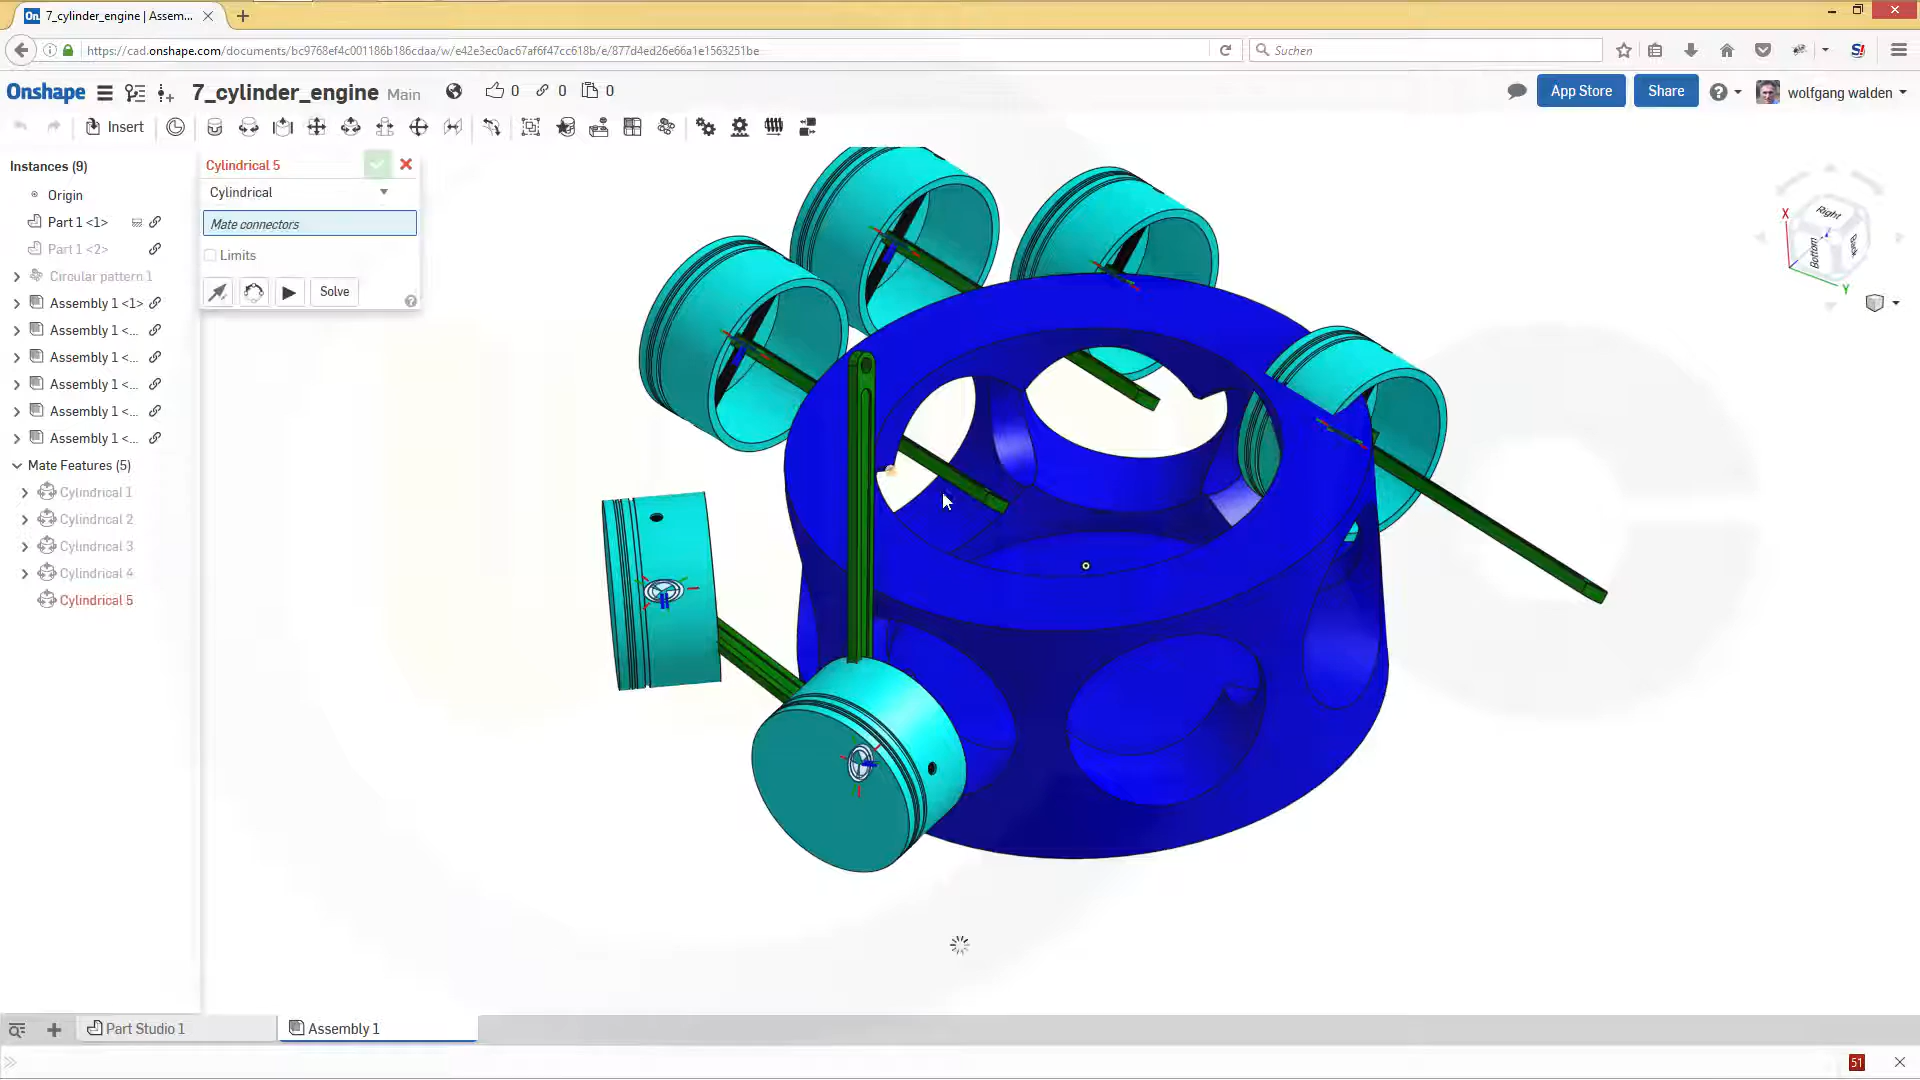 7_cylinder_engine | Assem...
https://cad.onshape.com/documents/bc9768ef4c001186b186cdaa/w/e42e3ec0ac67af6f47cc618b/e/877d4ed26e66a1e1563251be
Suchen
Onshape
7_cylinder_engine Main
0
0
0
App Store
Share
wolfgang walden
Insert
Instances (9)
Origin
Part 1 <1>
Part 1 <2>
Circular pattern 1
Assembly 1 <1>
Assembly 1 <...
Assembly 1 <...
Assembly 1 <...
Assembly 1 <...
Assembly 1 <...
Mate Features (5)
Cylindrical 1
Cylindrical 2
Cylindrical 3
Cylindrical 4
Cylindrical 5
Cylindrical 5
Cylindrical
Mate connectors
Limits
Solve
X
Right
Bottom
Back
Y
Part Studio 1
Assembly 1
51